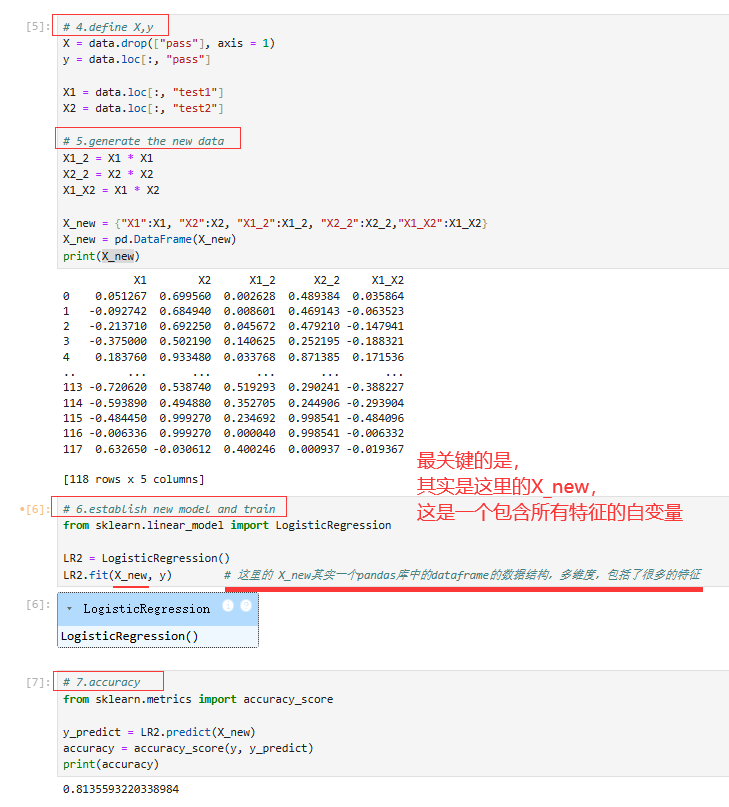 [5]:
# 4.define X,y
X = data.drop(["pass"], axis = 1)
y = data.loc[:, "pass"]
X1 = data.loc[:, "test1"]
X2 = data.loc[:, "test2"]
# 5.generate the new data
X1_2 = X1 * X1
X2_2 = X2 * X2
X1_X2 = X1 * X2
X_new = {"X1":X1, "X2":X2, "X1_2":X1_2, "X2_2":X2_2,"X1_X2":X1_X2}
X_new = pd.DataFrame(X_new)
print(X_new)
X1 X2 X1_2 X2_2 X1_X2
0 0.051267 0.699560 0.002628 0.489384 0.035864
1 -0.092742 0.684940 0.008601 0.469143 -0.063523
2 -0.213710 0.692250 0.045672 0.479210 -0.147941
3 -0.375000 0.502190 0.140625 0.252195 -0.188321
4 0.183760 0.933480 0.033768 0.871385 0.171536
.. ... ... ... ... ...
113 -0.720620 0.538740 0.519293 0.290241 -0.388227
114 -0.593890 0.494880 0.352705 0.244906 -0.293904
115 -0.484450 0.999270 0.234692 0.998541 -0.484096
116 -0.006336 0.999270 0.000040 0.998541 -0.006332
117 0.632650 -0.030612 0.400246 0.000937 -0.019367
[118 rows x 5 columns]
最关键的是，
其实是这里的X_new，
这是一个包含所有特征的自变量
[6]:
# 6.establish new model and train
from sklearn.linear_model import LogisticRegression
LR2 = LogisticRegression()
LR2.fit(X_new, y) # 这里的 X_new其实一个pandas库中的dataframe的数据结构，多维度，包括了很多的特征
[6]:
LogisticRegression
LogisticRegression()
[7]:
# 7.accuracy
from sklearn.metrics import accuracy_score
y_predict = LR2.predict(X_new)
accuracy = accuracy_score(y, y_predict)
print(accuracy)
0.8135593220338984